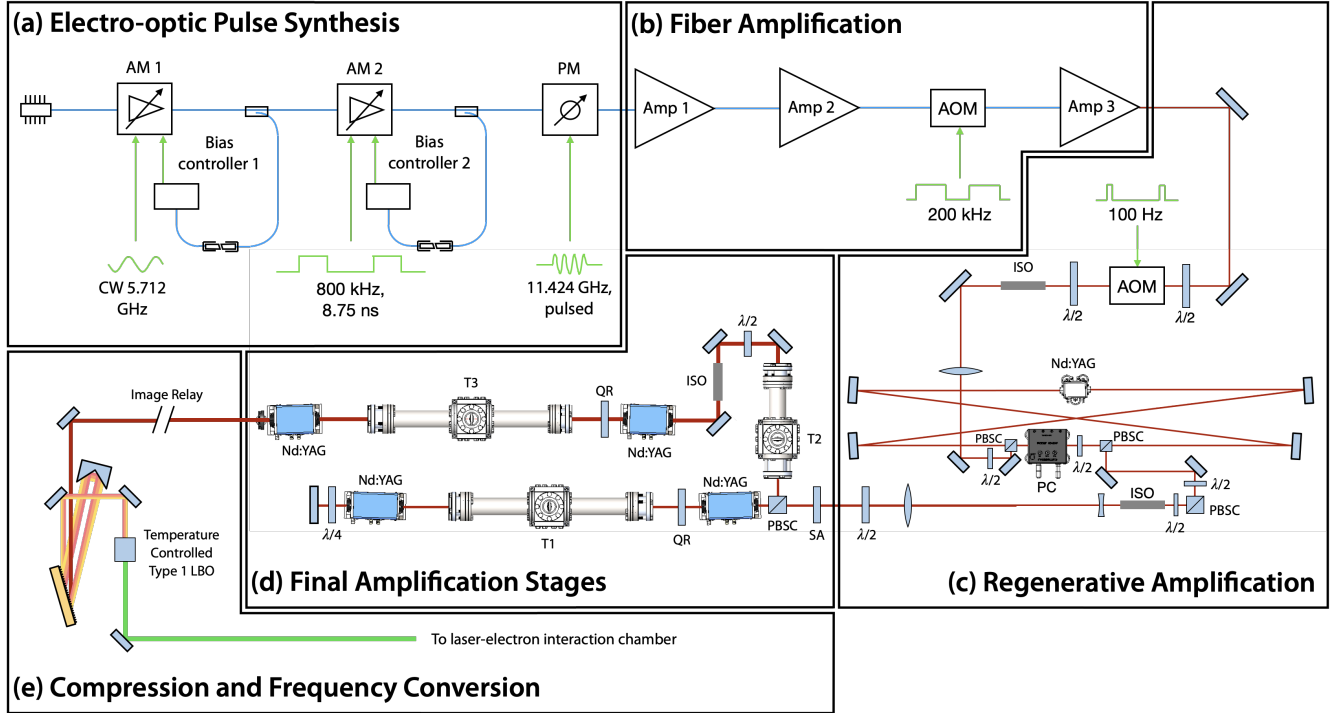 (a) Electro-optic Pulse Synthesis
AM 1
AM 2
PM
Bias
controller 1
Bias
controller 2
CW 5.712
GHz
800 kHz,
8.75 ns
11.424 GHz,
pulsed
(b) Fiber Amplification
Amp 1
Amp 2
AOM
Amp 3
200 kHz
100 Hz
ISO
λ/2
AOM
λ/2
Nd:YAG
PBSC
λ/2
PC
λ/2
PBSC
λ/2
PBSC
λ/2
ISO
λ/2
(c) Regenerative Amplification
λ/2
ISO
T2
QR
T3
Nd:YAG
Nd:YAG
λ/4
Nd:YAG
T1
QR
Nd:YAG
PBSC
SA
(d) Final Amplification Stages
Image Relay
Temperature
Controlled
Type 1 LBO
To laser-electron interaction chamber
(e) Compression and Frequency Conversion